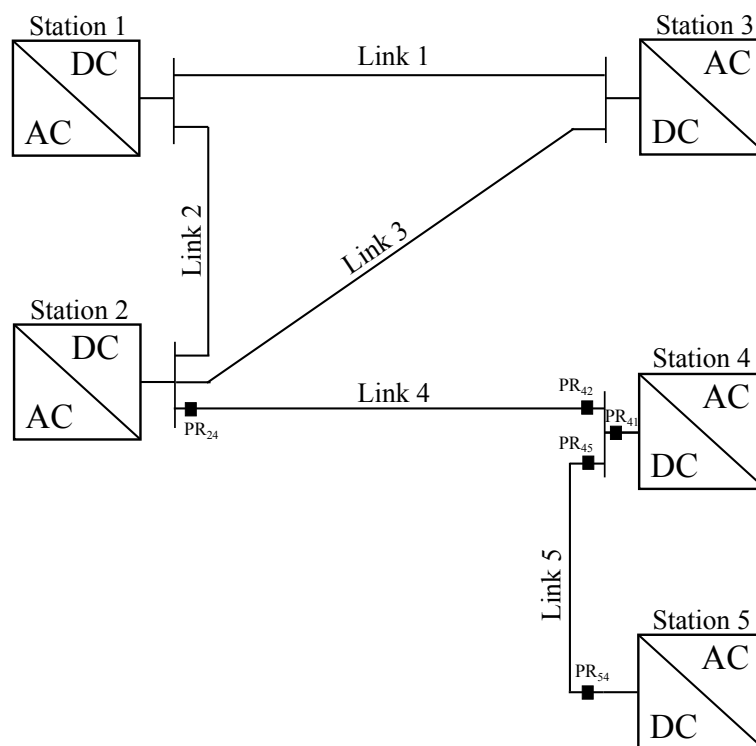 Station 1
DC
AC
Link 1
Station 3
AC
DC
Link 2
Link 3
Station 2
DC
AC
PR24
Link 4
PR42
PR41
PR45
Station 4
AC
DC
Link 5
PR54
Station 5
AC
DC